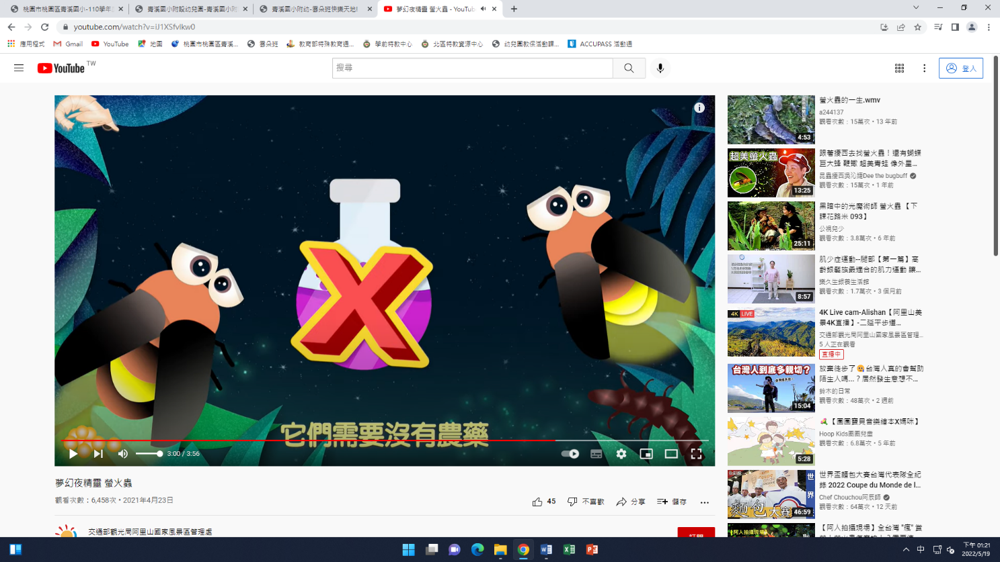 桃園市桃園區青溪國小-110學年
青溪國小附設幼兒園-青溪國小附
青溪國小附幼-雲朵班快樂天地!
夢幻夜精靈 螢火蟲 - YouTub
youtube.com/watch?v=iJ1XSfvIkw0
應用程式
Gmail
YouTube
地圖
桃園市桃園區青溪...
雲朵班
教育部特殊教育通...
學前特教中心
北區特教資源中心
幼兒園教保活動課...
ACCUPASS 活動通
YouTube TW
搜尋
登入
它們需要沒有農藥
3:00 / 3:56
夢幻夜精靈 螢火蟲
觀看次數：6,458次 • 2021年4月23日
45
不喜歡
分享
儲存
交通部觀光局阿里山國家風景區管理處
訂閱
4:53
螢火蟲的一生.wmv
a244137
觀看次數：15萬次 • 13 年前
超美螢火蟲
13:25
跟著擾西去找螢火蟲！還有蝴蝶
巨大蜂 鞭蠍 超美青蛙 像外星...
昆蟲擾西吳沁婕Dee the bugbuff
觀看次數：15萬次 • 1 年前
25:11
黑暗中的光魔術師 螢火蟲 【下
課花路米 093】
公視兒少
觀看次數：3.8萬次 • 6 年前
8:57
肌少症運動--腿部【第一篇】高
齡銀髮族最適合的肌力運動 讓...
樂久生銀養生活館
觀看次數：1.7萬次 • 3 個月前
4K LIVE
4K Live cam-Alishan【阿里山美
景4K直播】-二延平步道...
交通部觀光局阿里山國家風景區管理...
5 人正在觀看
直播中
台灣人到底多親切?
15:04
放棄徒步了🤕台灣人真的會幫助
陌生人嗎...？居然發生意想不...
鈴木的日常
觀看次數：48萬次 • 2 週前
5:28
【團圓寶貝音樂繪本X媽咪】
Hoop Kids圈圈兒童
觀看次數：6.8萬次 • 5 年前
世界
麵包大賽
46:59
世界盃麵包大賽台灣代表隊全紀
錄 2022 Coupe du Monde de l...
Chef Chouchou阿辰師
觀看次數：64萬次 • 12 天前
【阿人拍攝現場】全台灣 "瘋" 賞
中
下午 01:21
2022/5/19